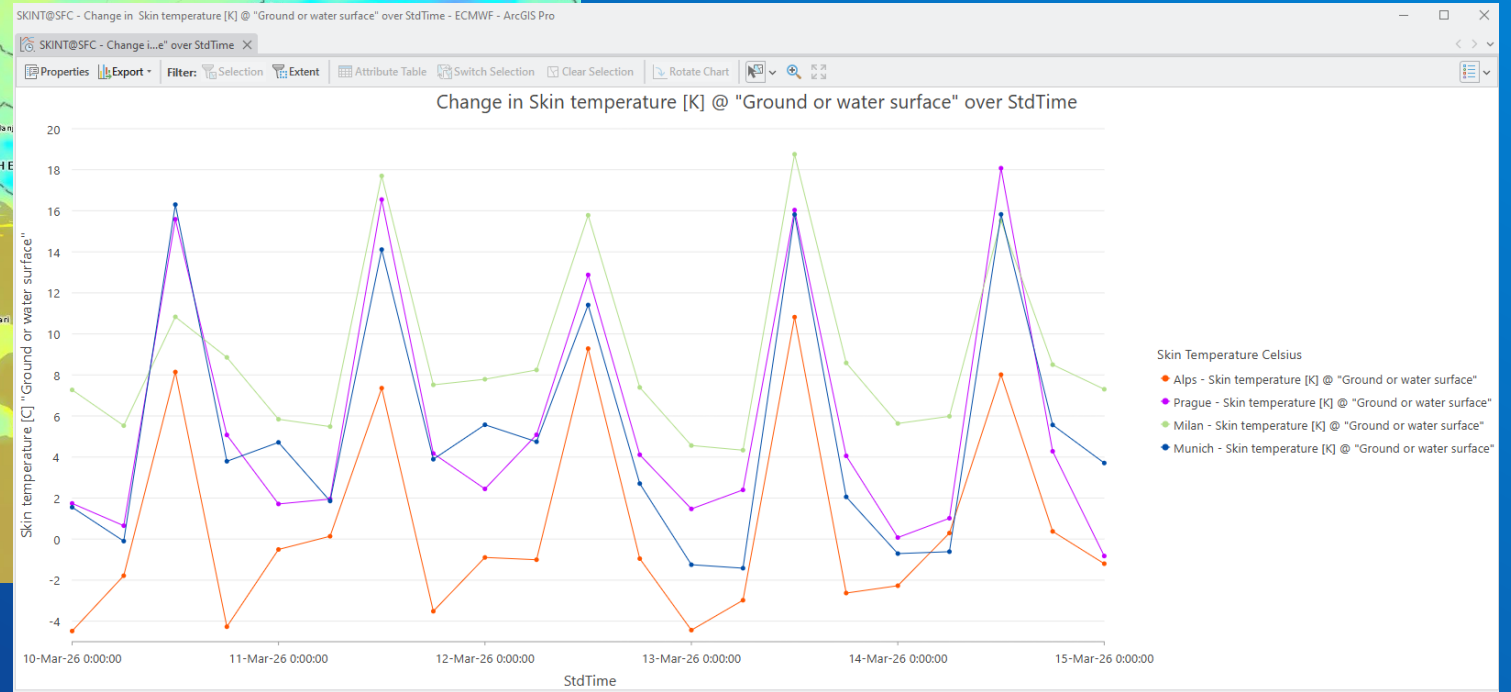 SKINT@SFC - Change in  Skin temperature [K] @ "Ground or water surface" over StdTime - ECMWF - ArcGIS Pro
SKINT@SFC - Change i...e" over StdTime
Properties Export Filter: Selection Extent Attribute Table Switch Selection Clear Selection Rotate Chart
Change in Skin temperature [K] @ "Ground or water surface" over StdTime
Skin temperature [C] "Ground or water surface"
20
18
16
14
12
10
8
6
4
2
0
-2
-4
10-Mar-26 0:00:00 11-Mar-26 0:00:00 12-Mar-26 0:00:00 13-Mar-26 0:00:00 14-Mar-26 0:00:00 15-Mar-26 0:00:00
StdTime
Skin Temperature Celsius
Alps - Skin temperature [K] @ "Ground or water surface"
Prague - Skin temperature [K] @ "Ground or water surface"
Milan - Skin temperature [K] @ "Ground or water surface"
Munich - Skin temperature [K] @ "Ground or water surface"